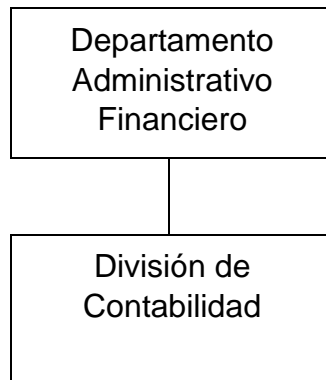 Departamento
Administrativo
Financiero
División de
Contabilidad